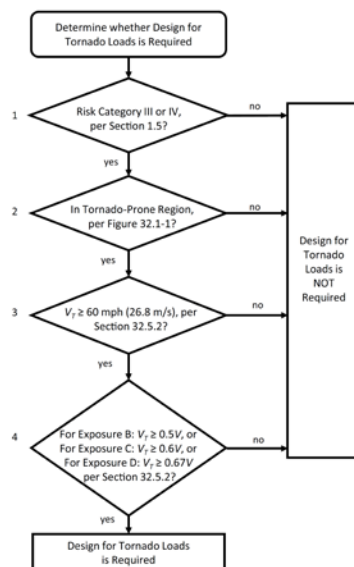 Determine whether Design for
Tornado Loads is Required
1
Risk Category III or IV,
per Section 1.5?
no
yes
2
In Tornado-Prone Region,
per Figure 32.1-1?
no
yes
Design for
Tornado
Loads is
NOT
Required
3
V_T ≥ 60 mph (26.8 m/s), per
Section 32.5.2?
no
yes
4
For Exposure B: V_T ≥ 0.5V, or
For Exposure C: V_T ≥ 0.6V, or
For Exposure D: V_T ≥ 0.67V
per Section 32.5.2?
no
yes
Design for Tornado Loads
is Required